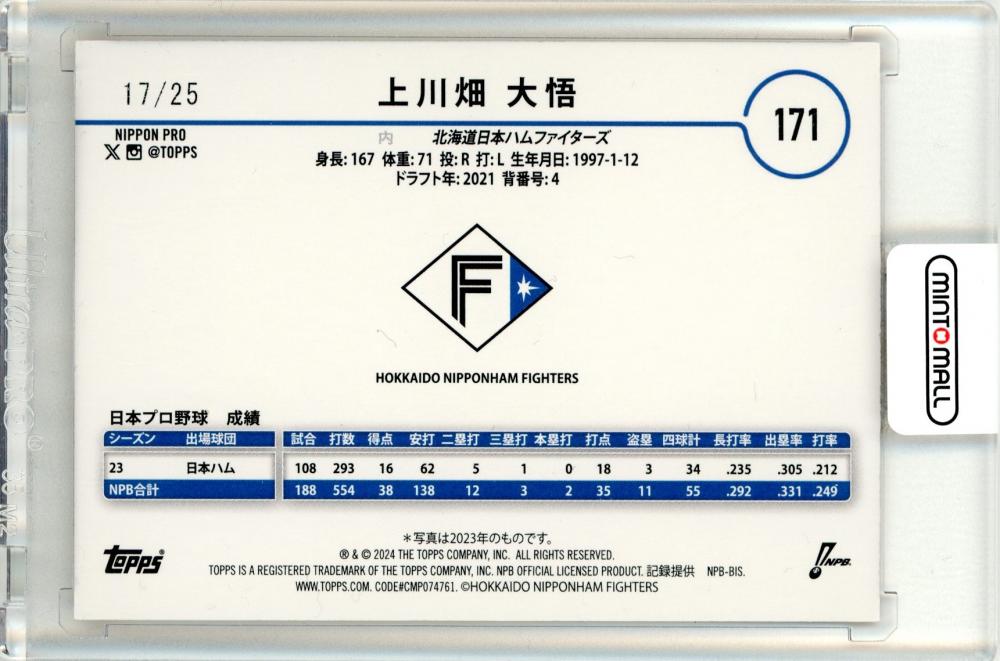 17/25
上川畑 大悟
171
NIPPON PRO
@TOPPS
内 北海道日本ハムファイターズ
身長:167 体重:71 投:R 打:L 生年月日:1997-1-12
ドラフト年:2021 背番号:4
F
HOKKAIDO NIPPONHAM FIGHTERS
MINT MALL
日本プロ野球 成績
シーズン 出場球団 試合 打数 得点 安打 二塁打 三塁打 本塁打 打点 盗塁 四球計 長打率 出塁率 打率
23 日本ハム 108 293 16 62 5 1 0 18 3 34 .235 .305 .212
NPB合計 188 554 38 138 12 3 2 35 11 55 .292 .331 .249
*写真は2023年のものです。
® & © 2024 THE TOPPS COMPANY, INC. ALL RIGHTS RESERVED.
TOPPS IS A REGISTERED TRADEMARK OF THE TOPPS COMPANY, INC. NPB OFFICIAL LICENSED PRODUCT. 記録提供 NPB-BIS.
WWW.TOPPS.COM. CODE#CMP074761. ©HOKKAIDO NIPPONHAM FIGHTERS
TOPPS®
NPB.